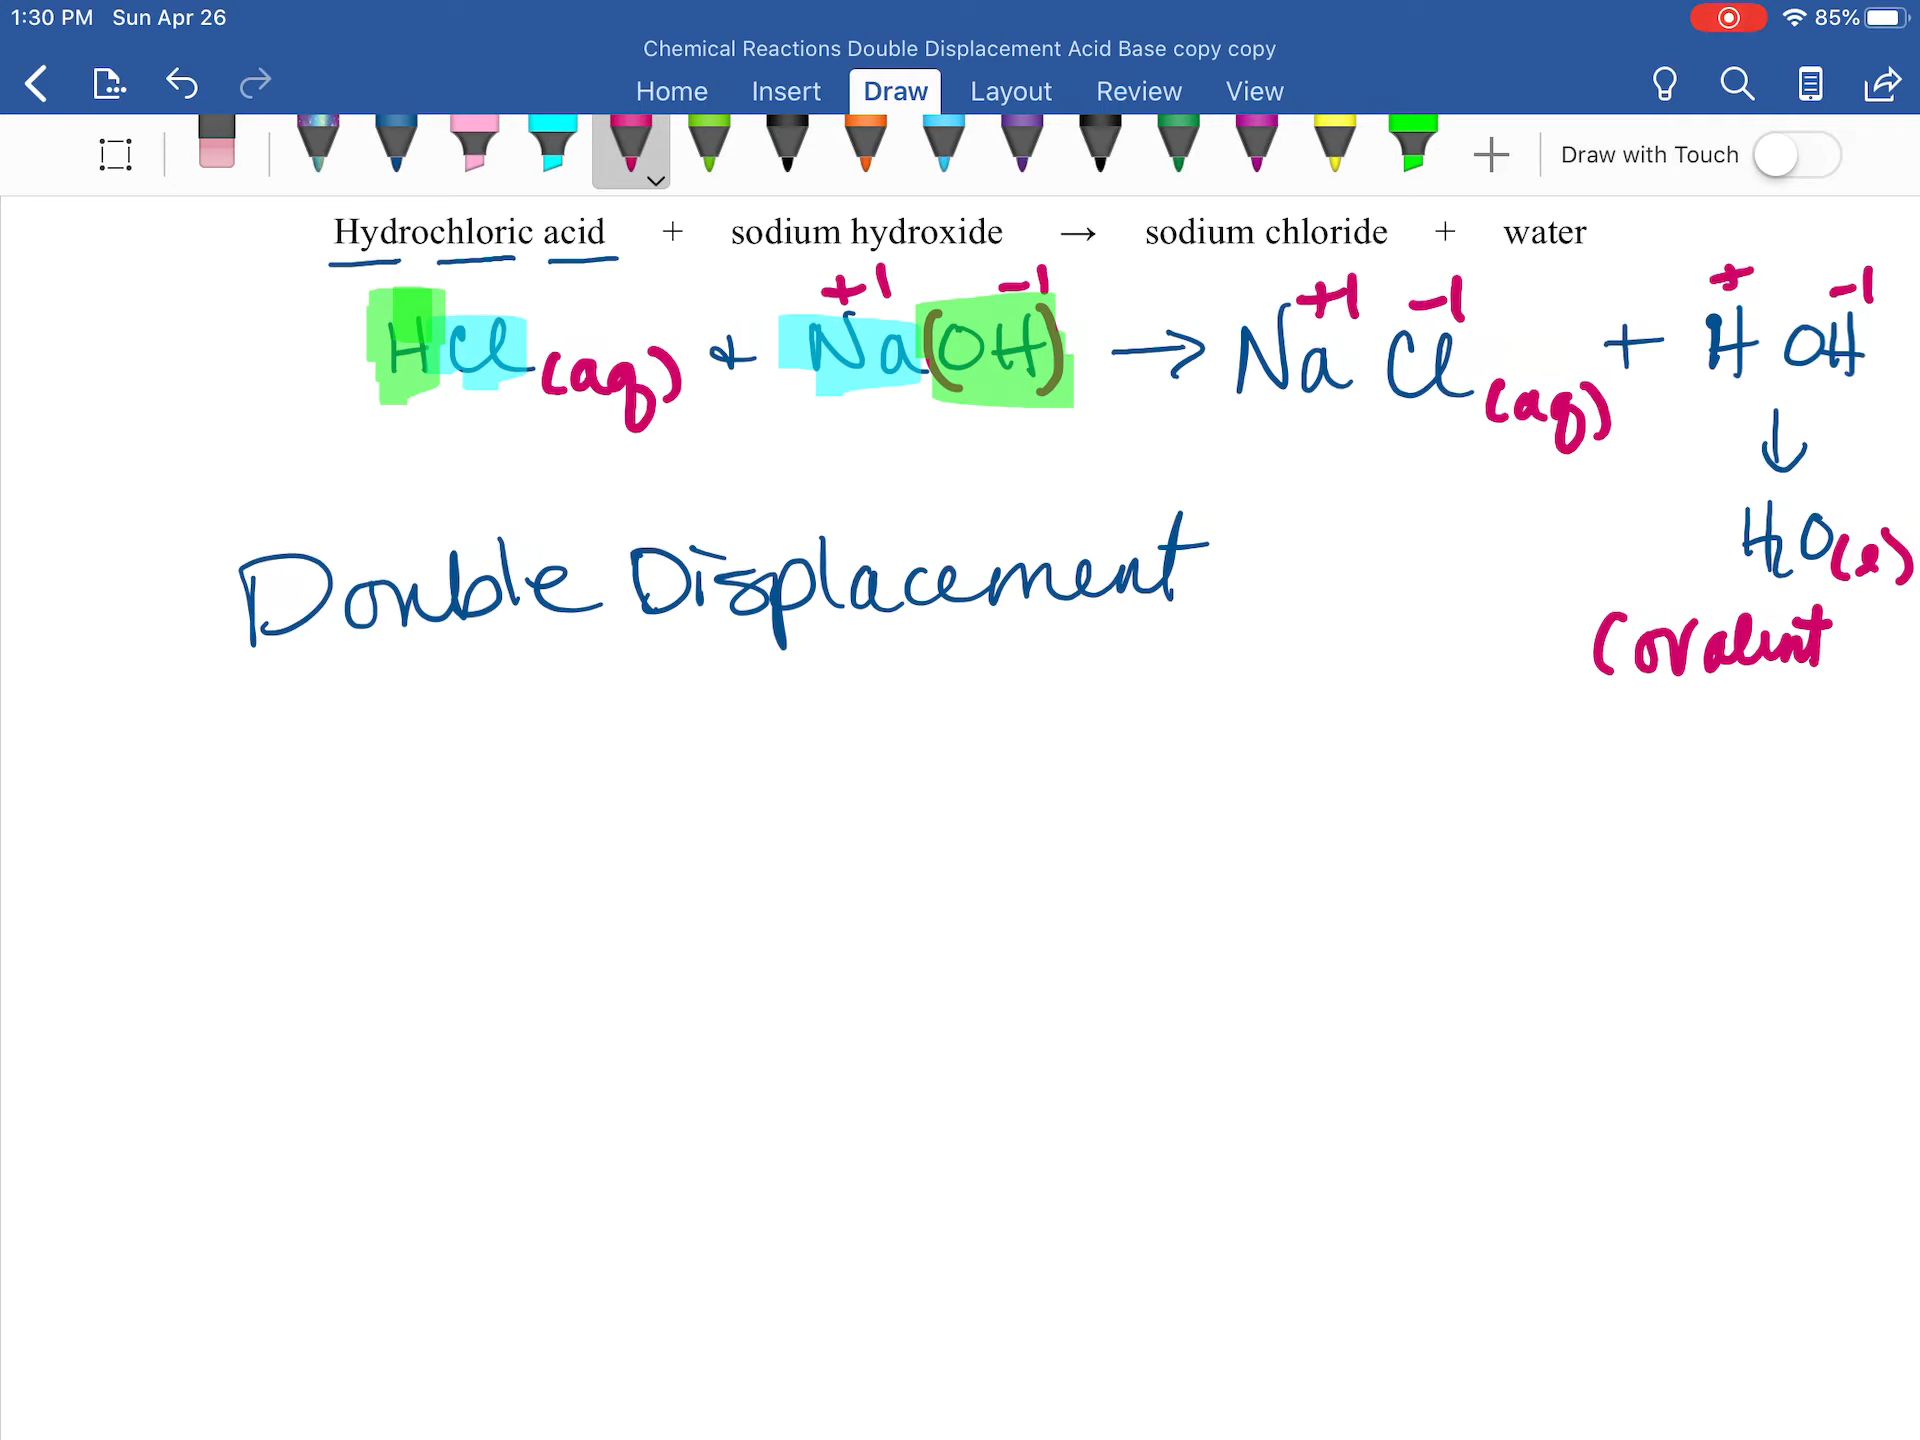 1:30 PM Sun Apr 26 85%
Chemical Reactions Double Displacement Acid Base copy copy
Home Insert Draw Layout Review View
Draw with Touch
Hydrochloric acid + sodium hydroxide → sodium chloride + water
+1 -1 +1 -1 + -1
HCl (aq) + Na(OH) → NaCl (aq) + H OH
↓
H2O(l)
Double Displacement
Covalent